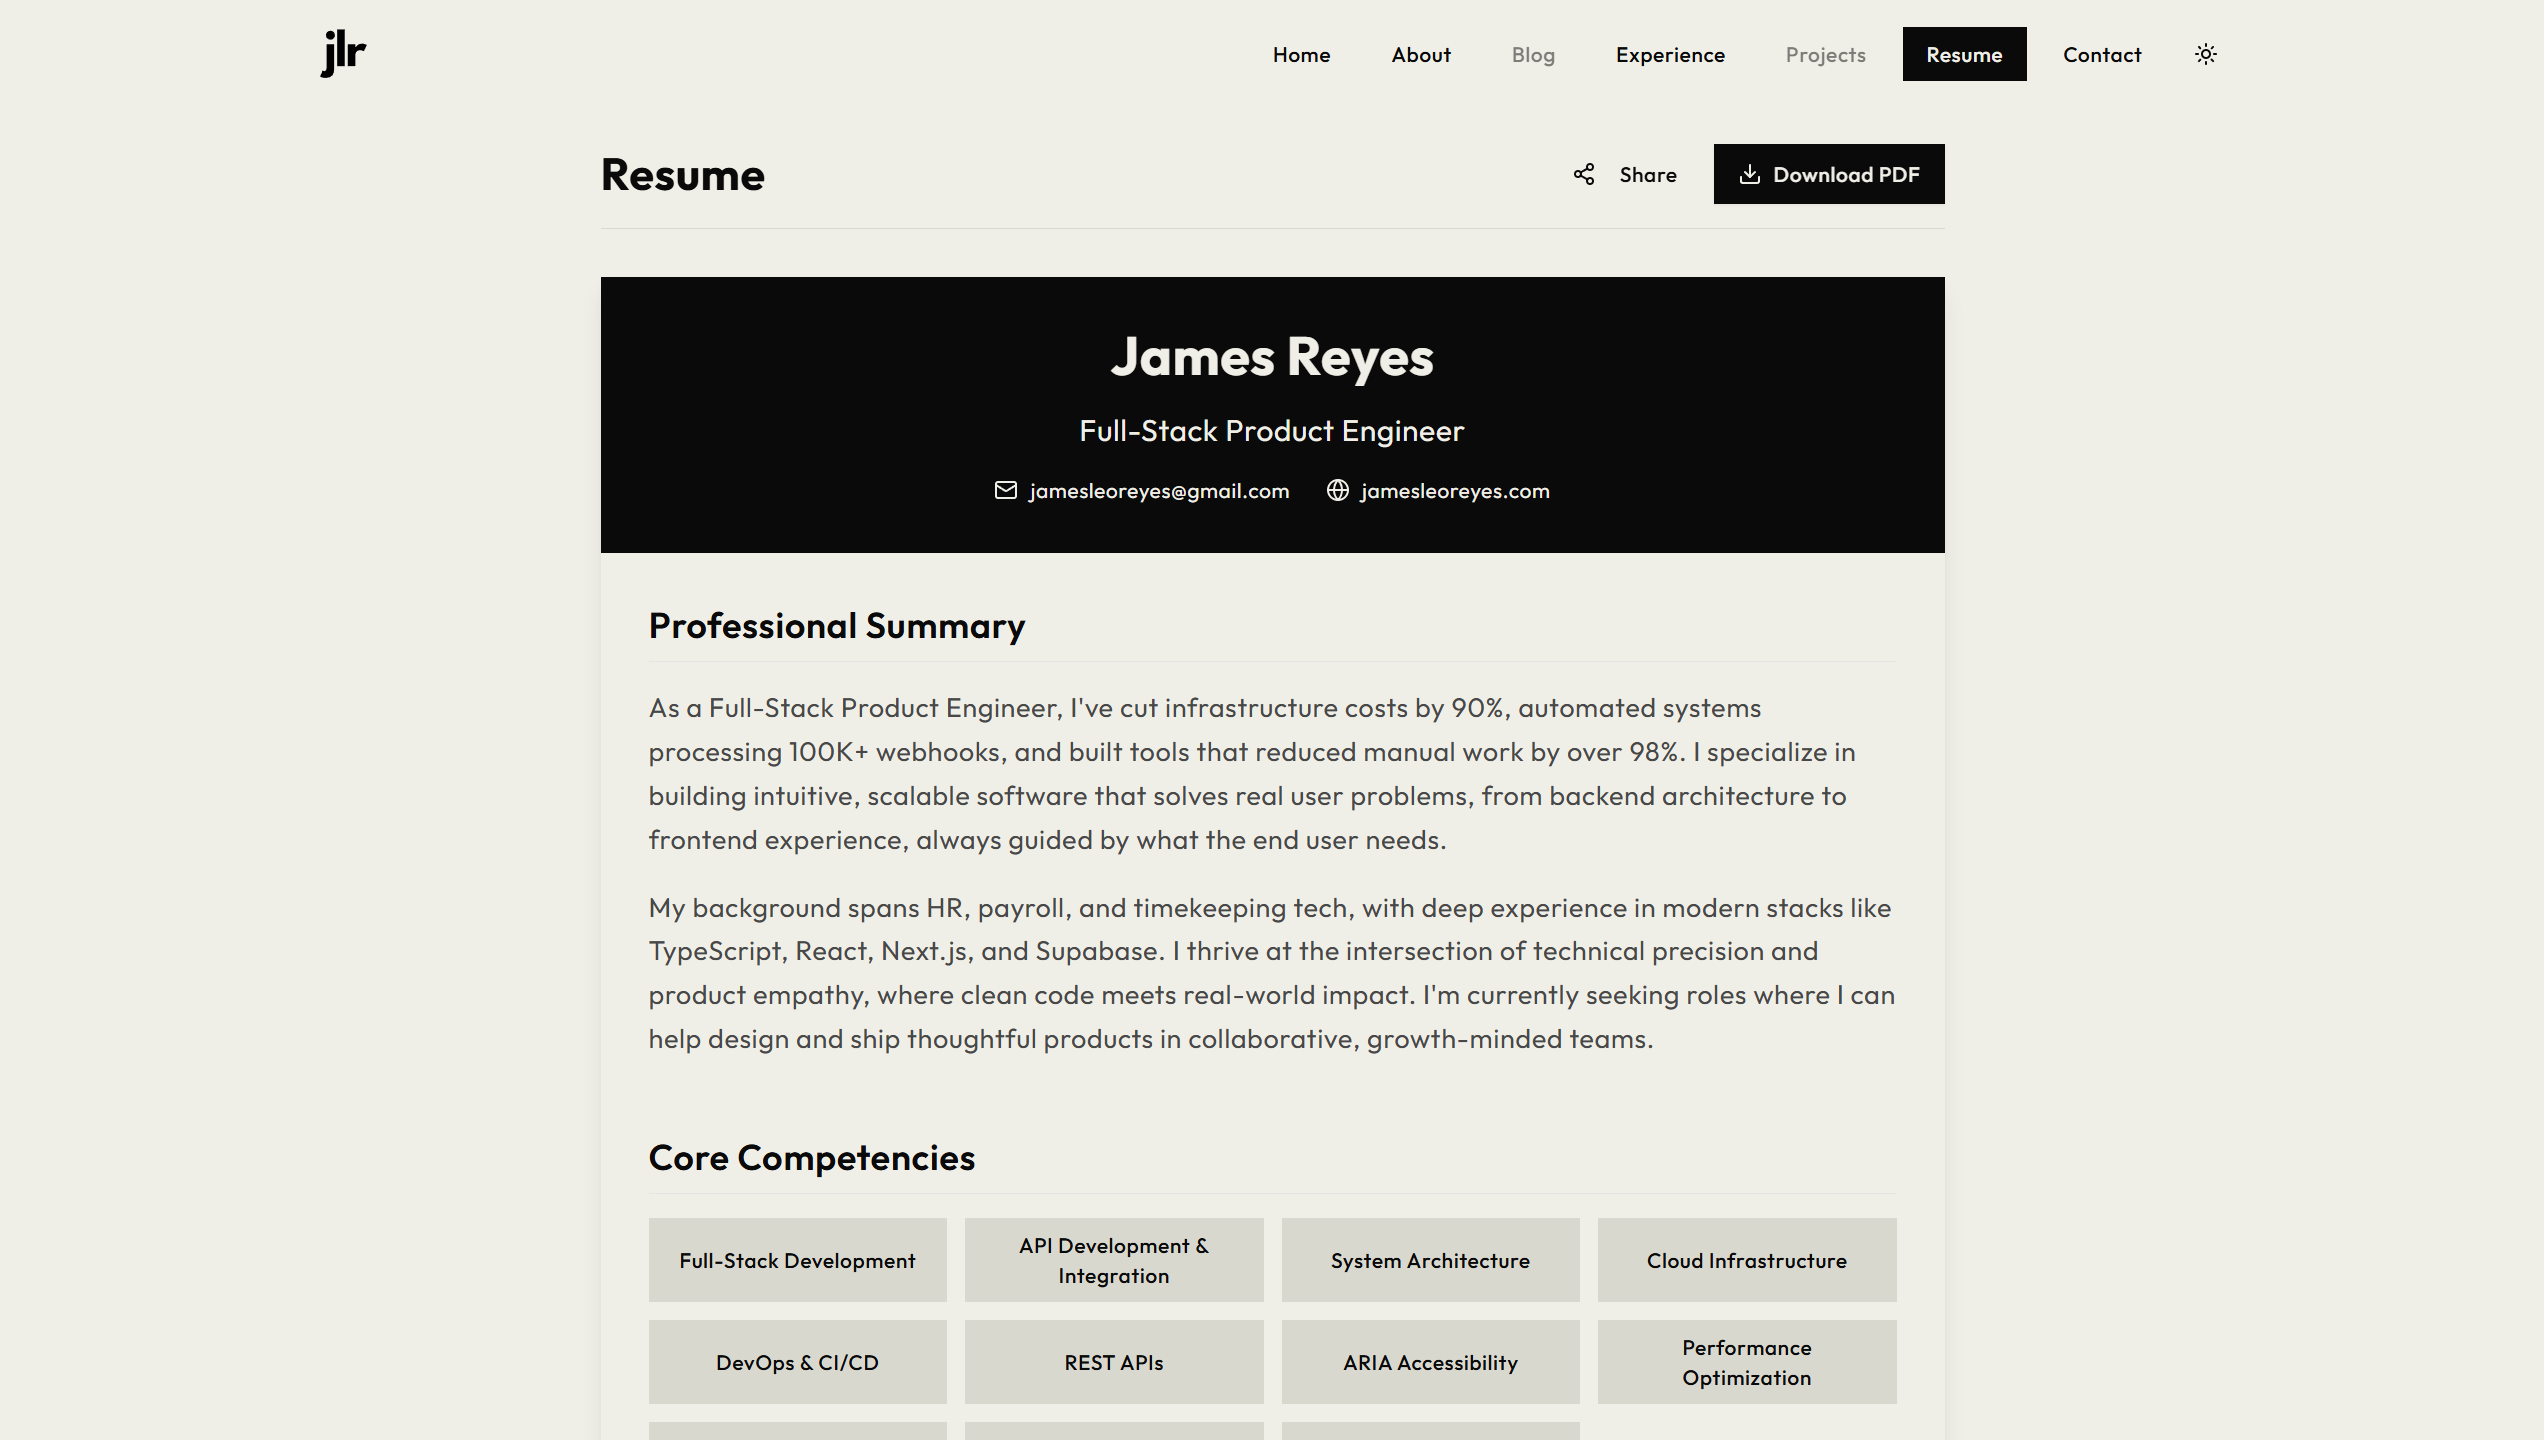 jlr
Home
About
Blog
Experience
Projects
Resume
Contact
Resume
Share
Download PDF
James Reyes
Full-Stack Product Engineer
jamesleoreyes@gmail.com
jamesleoreyes.com
Professional Summary
As a Full-Stack Product Engineer, I've cut infrastructure costs by 90%, automated systems
processing 100K+ webhooks, and built tools that reduced manual work by over 98%. I specialize in
building intuitive, scalable software that solves real user problems, from backend architecture to
frontend experience, always guided by what the end user needs.
My background spans HR, payroll, and timekeeping tech, with deep experience in modern stacks like
TypeScript, React, Next.js, and Supabase. I thrive at the intersection of technical precision and
product empathy, where clean code meets real-world impact. I'm currently seeking roles where I can
help design and ship thoughtful products in collaborative, growth-minded teams.
Core Competencies
Full-Stack Development
API Development &
Integration
System Architecture
Cloud Infrastructure
DevOps & CI/CD
REST APIs
ARIA Accessibility
Performance
Optimization